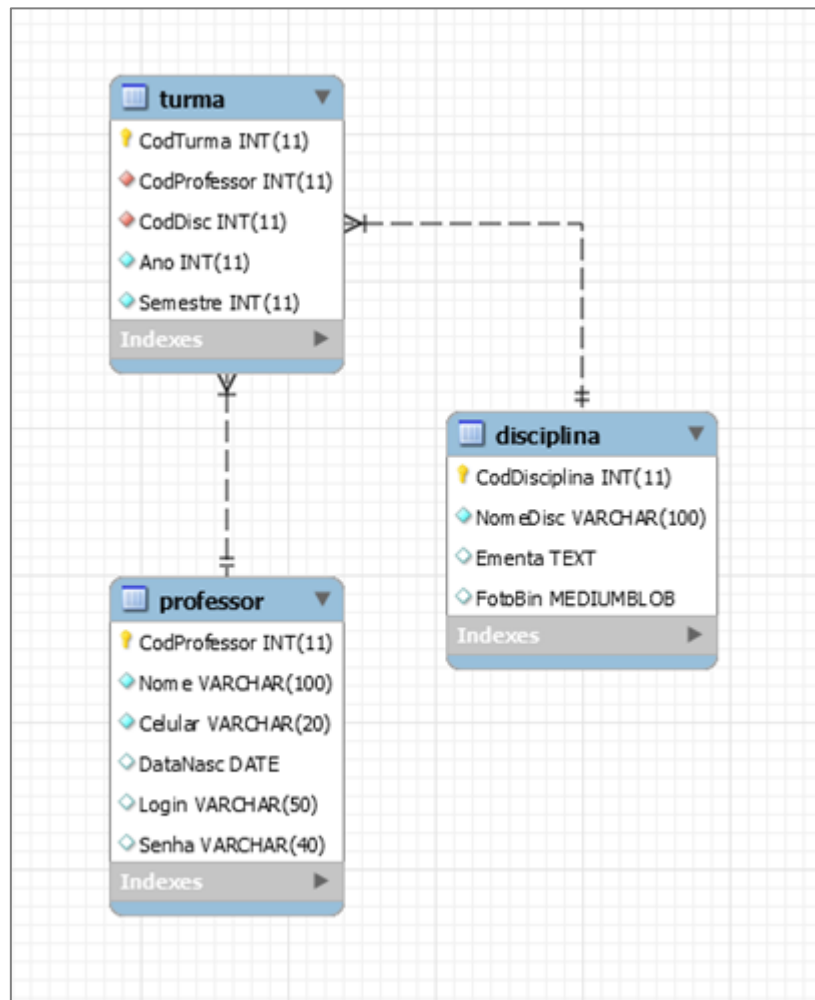 turma
CodTurma INT(11)
CodProfessor INT(11)
CodDisc INT(11)
Ano INT(11)
Semestre INT(11)
Indexes
disciplina
CodDisciplina INT(11)
NomeDisc VARCHAR(100)
Ementa TEXT
FotoBin MEDIUMBLOB
Indexes
professor
CodProfessor INT(11)
Nome VARCHAR(100)
Celular VARCHAR(20)
DataNasc DATE
Login VARCHAR(50)
Senha VARCHAR(40)
Indexes